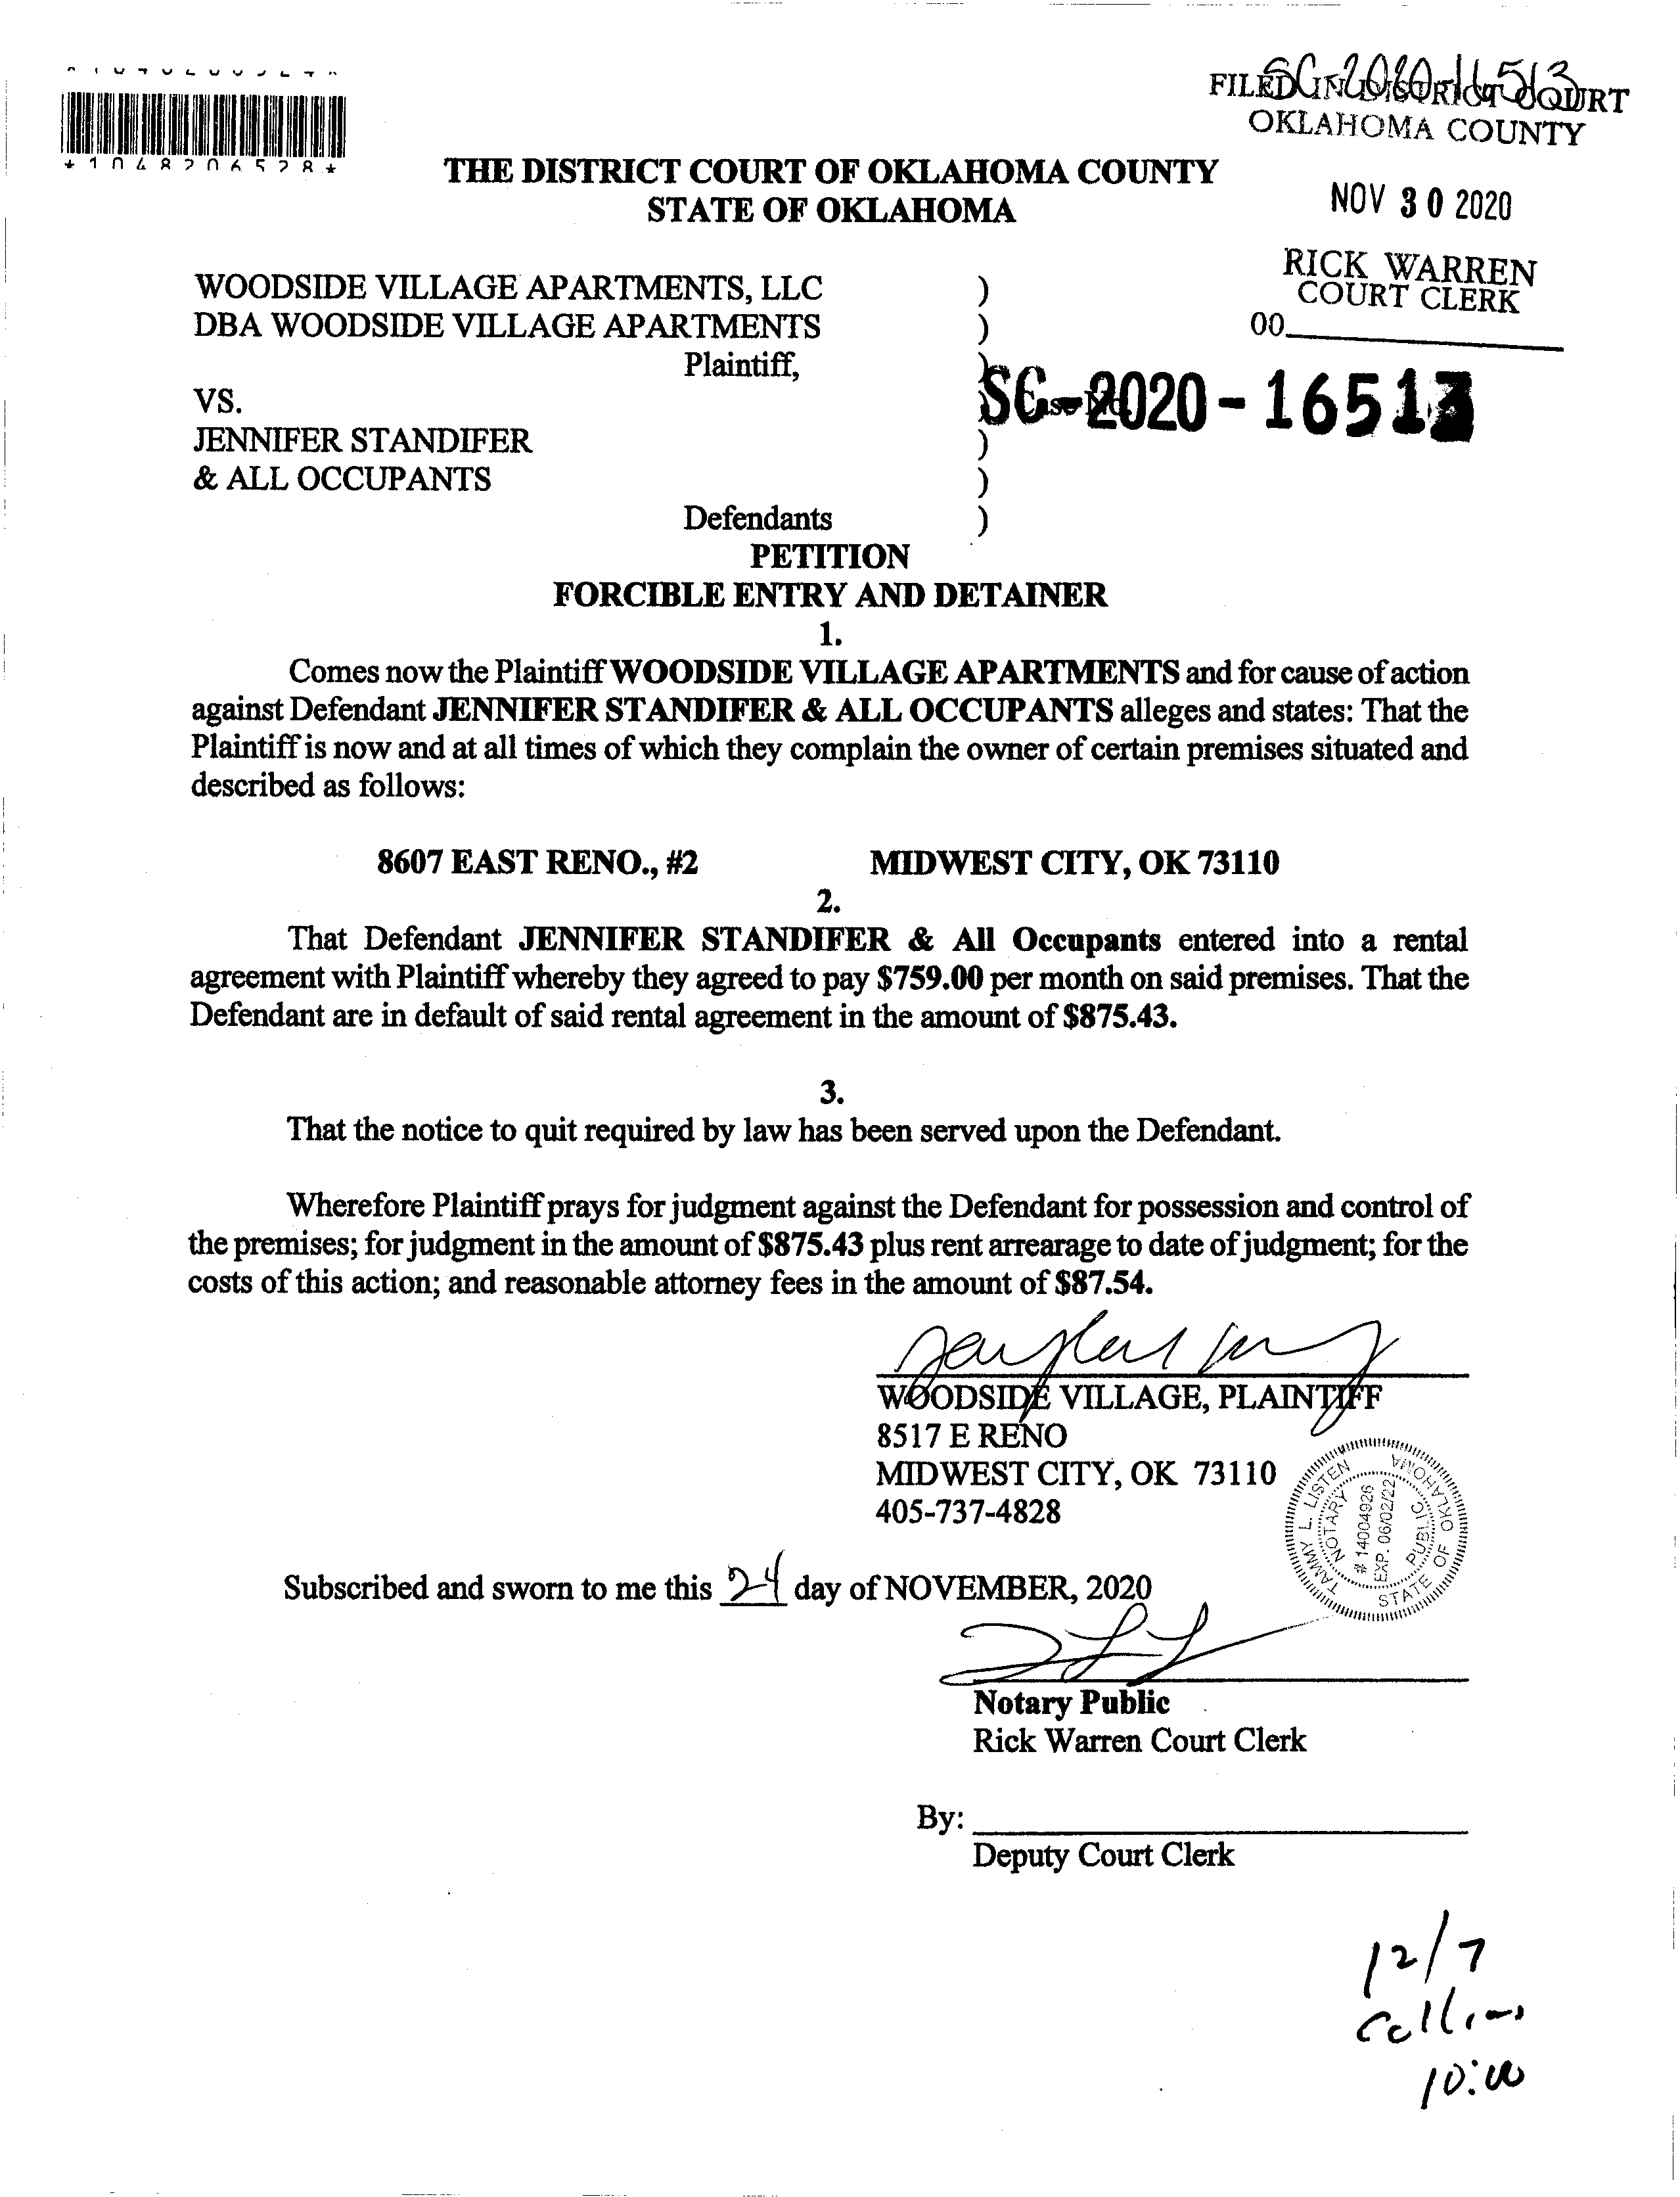 *1048206528*
SC-2020-16513
FILED IN DISTRICT COURT
OKLAHOMA COUNTY
THE DISTRICT COURT OF OKLAHOMA COUNTY
STATE OF OKLAHOMA
NOV 30 2020
RICK WARREN
COURT CLERK
00
WOODSIDE VILLAGE APARTMENTS, LLC )
DBA WOODSIDE VILLAGE APARTMENTS )
Plaintiff, )
VS. ) Case No. SC-2020-16513
JENNIFER STANDIFER )
& ALL OCCUPANTS )
Defendants )
PETITION
FORCIBLE ENTRY AND DETAINER
1.
Comes now the Plaintiff WOODSIDE VILLAGE APARTMENTS and for cause of action
against Defendant JENNIFER STANDIFER & ALL OCCUPANTS alleges and states: That the
Plaintiff is now and at all times of which they complain the owner of certain premises situated and
described as follows:
8607 EAST RENO., #2 MIDWEST CITY, OK 73110
2.
That Defendant JENNIFER STANDIFER & All Occupants entered into a rental
agreement with Plaintiff whereby they agreed to pay $759.00 per month on said premises. That the
Defendant are in default of said rental agreement in the amount of $875.43.
3.
That the notice to quit required by law has been served upon the Defendant.
Wherefore Plaintiff prays for judgment against the Defendant for possession and control of
the premises; for judgment in the amount of $875.43 plus rent arrearage to date of judgment; for the
costs of this action; and reasonable attorney fees in the amount of $87.54.
WOODSIDE VILLAGE, PLAINTIFF
8517 E RENO
MIDWEST CITY, OK 73110
405-737-4828
TAMMY L. LISTEN
NOTARY PUBLIC
# 14004926
EXP. 06/02/22
STATE OF OKLAHOMA
Subscribed and sworn to me this 24 day of NOVEMBER, 2020
Notary Public
Rick Warren Court Clerk
By:
Deputy Court Clerk
12/7
Collins
10:00